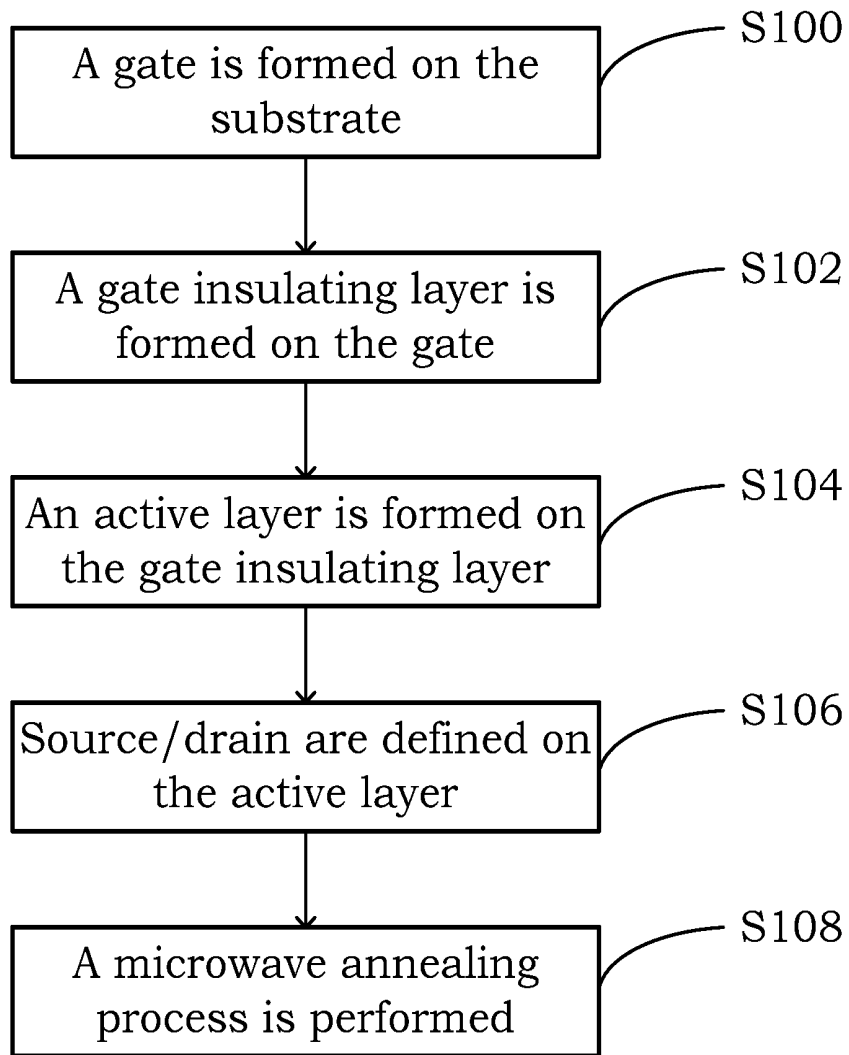 A gate is formed on the
substrate
S100
A gate insulating layer is
formed on the gate
S102
An active layer is formed on
the gate insulating layer
S104
Source/drain are defined on
the active layer
S106
A microwave annealing
process is performed
S108